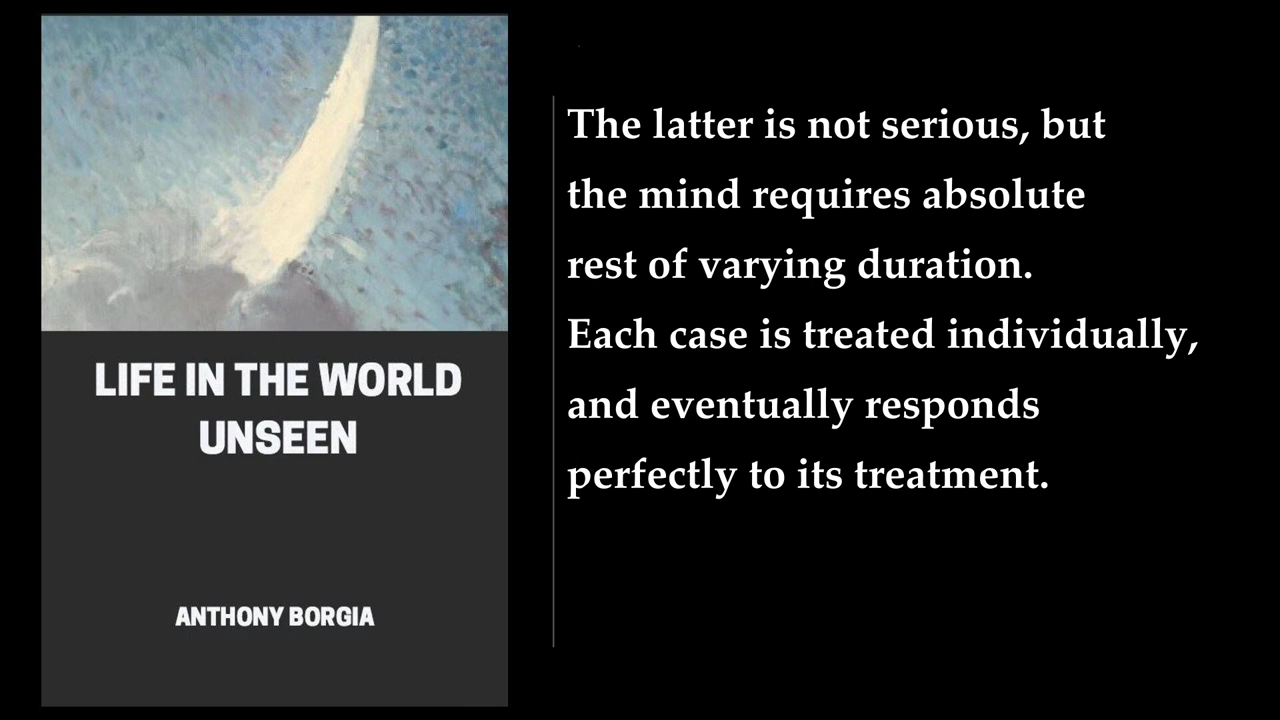 LIFE IN THE WORLD
UNSEEN
ANTHONY BORGIA
The latter is not serious, but
the mind requires absolute
rest of varying duration.
Each case is treated individually,
and eventually responds
perfectly to its treatment.